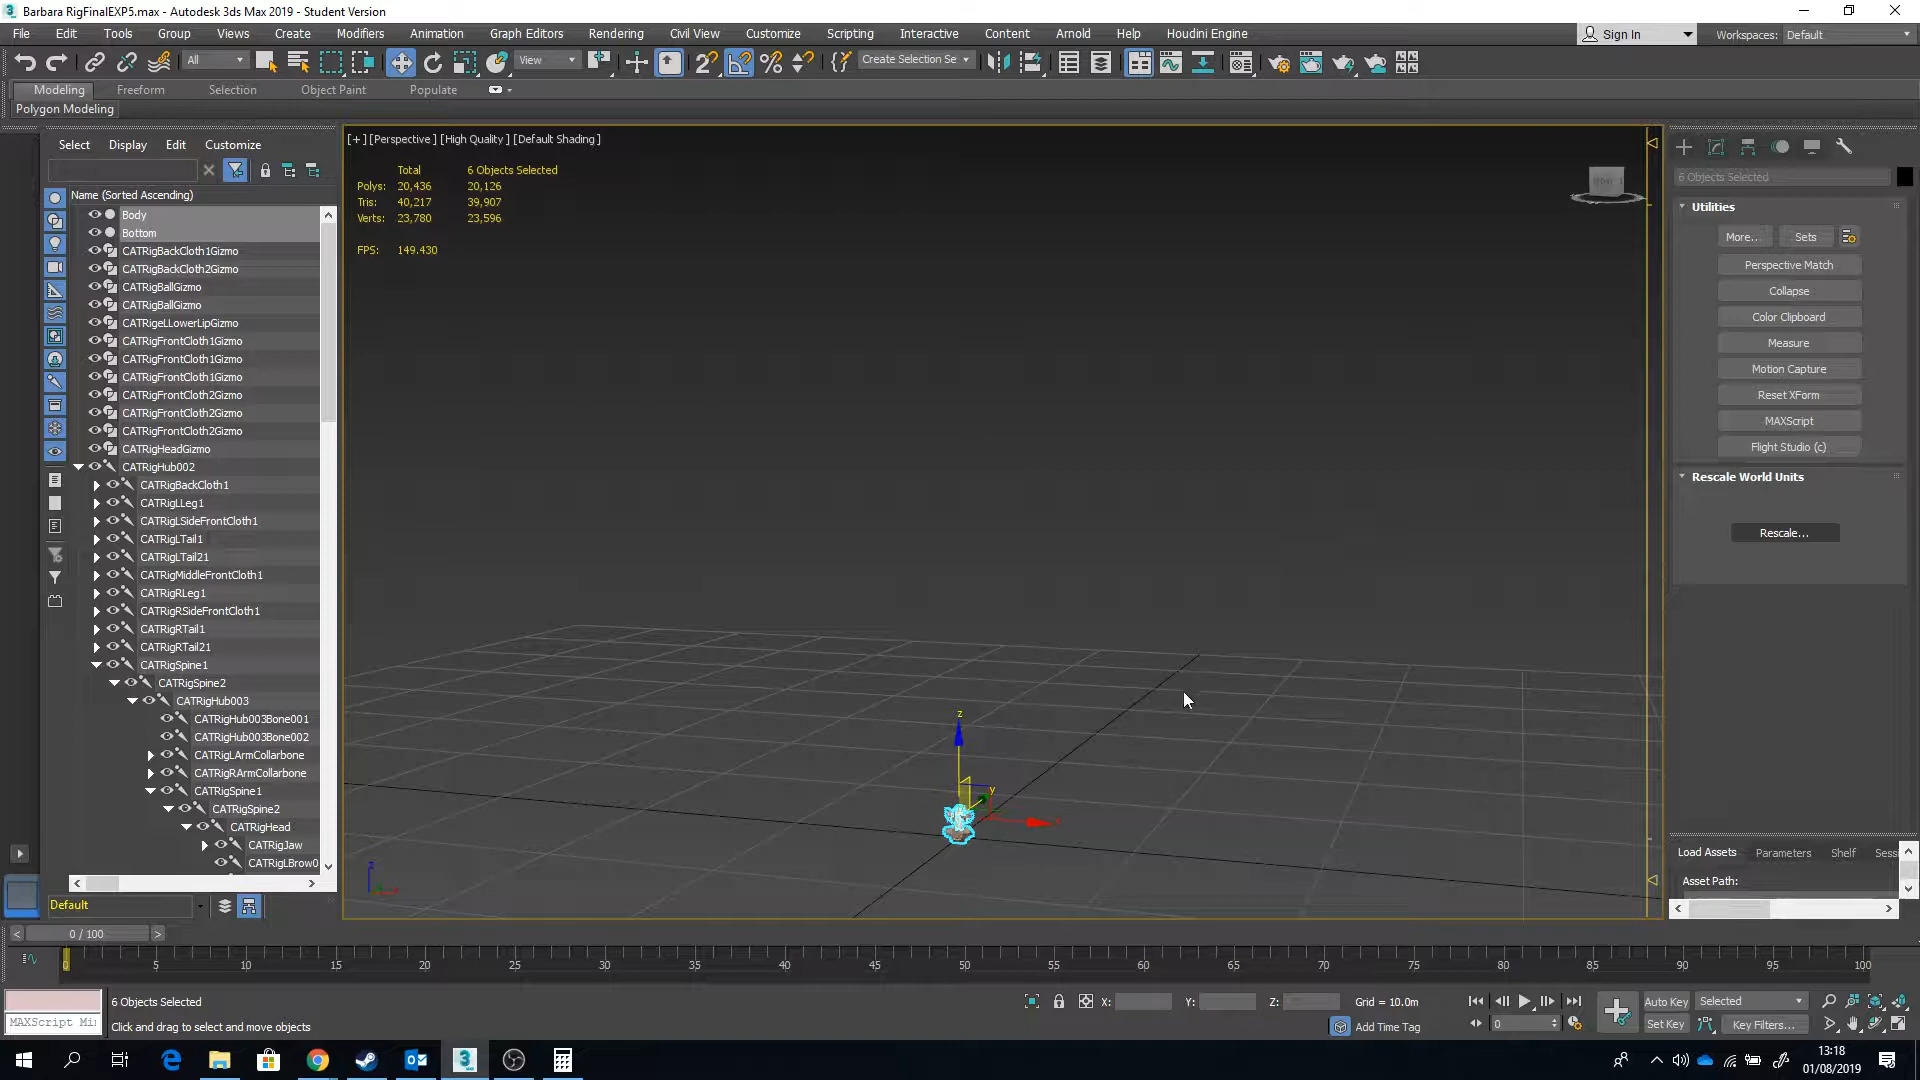 Barbara RigFinalEXP5.max - Autodesk 3ds Max 2019 - Student Version
File Edit Tools Group Views Create Modifiers Animation Graph Editors Rendering Civil View Customize Scripting Interactive Content Arnold Help Houdini Engine Sign In Workspaces: Default
All View Create Selection Se
Modeling Freeform Selection Object Paint Populate
Polygon Modeling
Select Display Edit Customize
Name (Sorted Ascending)
Body
Bottom
CATRigBackCloth1Gizmo
CATRigBackCloth2Gizmo
CATRigBallGizmo
CATRigBallGizmo
CATRigeLLowerLipGizmo
CATRigFrontCloth1Gizmo
CATRigFrontCloth1Gizmo
CATRigFrontCloth1Gizmo
CATRigFrontCloth2Gizmo
CATRigFrontCloth2Gizmo
CATRigFrontCloth2Gizmo
CATRigHeadGizmo
CATRigHub002
CATRigBackCloth1
CATRigLLeg1
CATRigLSideFrontCloth1
CATRigLTail1
CATRigLTail21
CATRigMiddleFrontCloth1
CATRigRLeg1
CATRigRSideFrontCloth1
CATRigRTail1
CATRigRTail21
CATRigSpine1
CATRigSpine2
CATRigHub003
CATRigHub003Bone001
CATRigHub003Bone002
CATRigLArmCollarbone
CATRigRArmCollarbone
CATRigSpine1
CATRigSpine2
CATRigHead
CATRigJaw
CATRigLBrow0
Default
[+] [Perspective] [High Quality] [Default Shading]
Total 6 Objects Selected
Polys: 20,436 20,126
Tris: 40,217 39,907
Verts: 23,780 23,596
FPS: 149.430
z
y
x
z
6 Objects Selected
Utilities
More... Sets
Perspective Match
Collapse
Color Clipboard
Measure
Motion Capture
Reset XForm
MAXScript
Flight Studio (c)
Rescale World Units
Rescale...
Load Assets Parameters Shelf Sessi
Asset Path:
< 0 / 100 >
0 5 10 15 20 25 30 35 40 45 50 55 60 65 70 75 80 85 90 95 100
6 Objects Selected X: Y: Z: Grid = 10.0m Auto Key Selected
MAXScript Mi Click and drag to select and move objects Add Time Tag 0 Set Key Key Filters...
13:18
01/08/2019